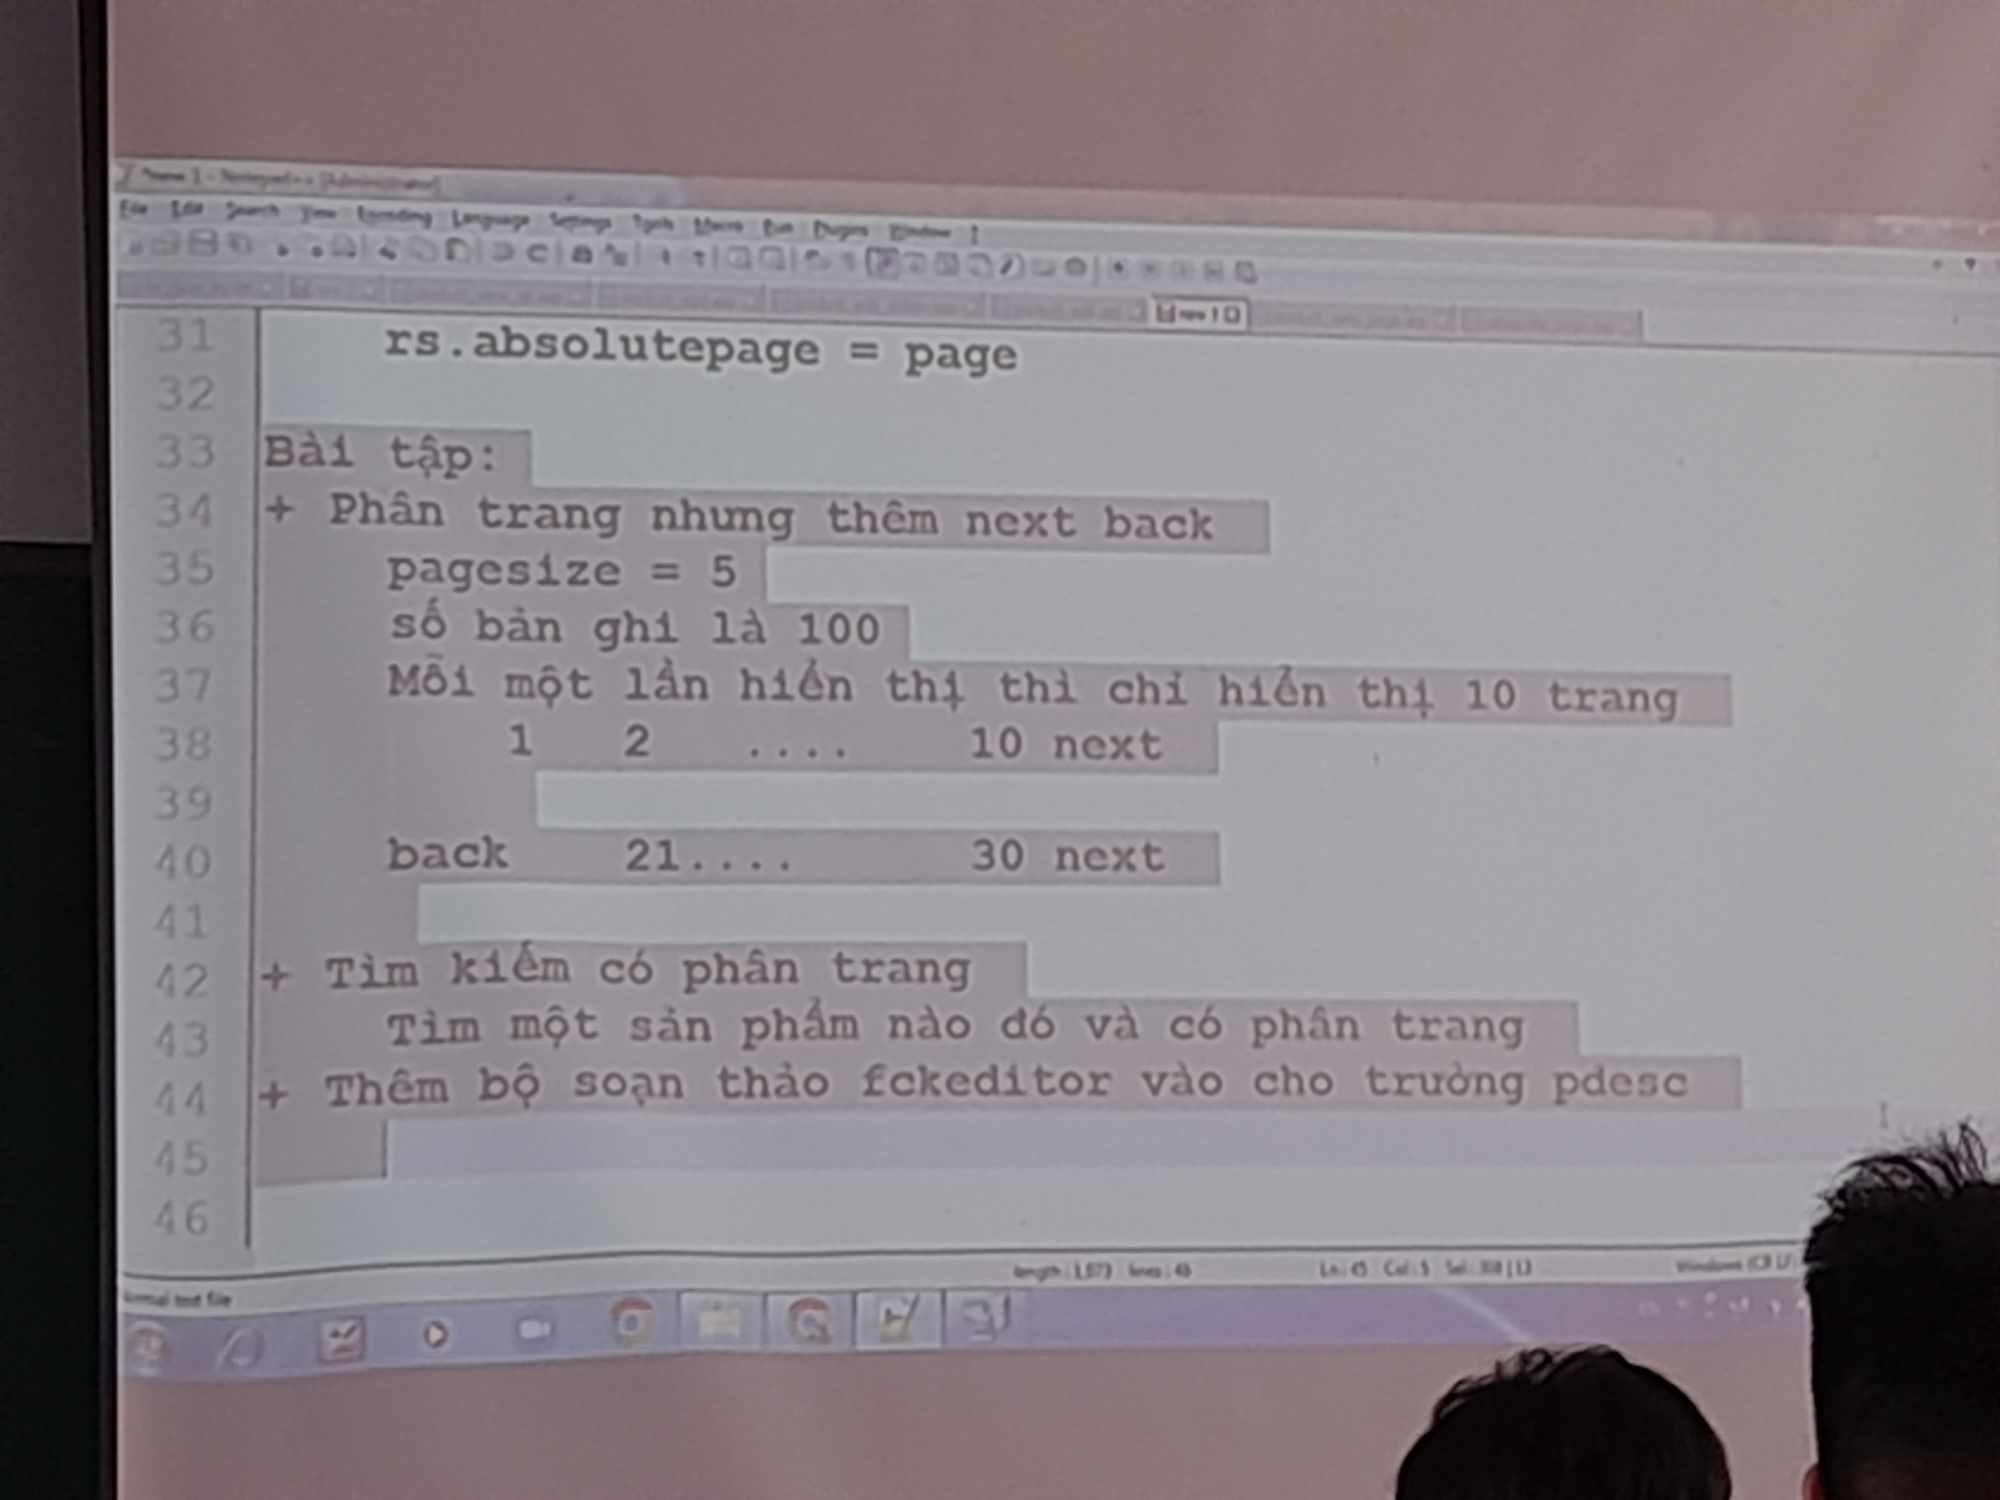 new 1 - Notepad++ [Administrator]
File Edit Search View Encoding Language Settings Tools Macro Run Plugins Window ?
new 1
31 rs.absolutepage = page
32
33 Bài tập:
34 + Phân trang nhưng thêm next back
35 pagesize = 5
36 số bản ghi là 100
37 Mỗi một lần hiển thị thì chỉ hiển thị 10 trang
38 1 2 .... 10 next
39
40 back 21.... 30 next
41
42 + Tìm kiếm có phân trang
43 Tìm một sản phẩm nào đó và có phân trang
44 + Thêm bộ soạn thảo fckeditor vào cho trường pdesc
45
46
length : 1,073 lines : 46 Ln : 45 Col : 5 Windows (CR LF)
text file